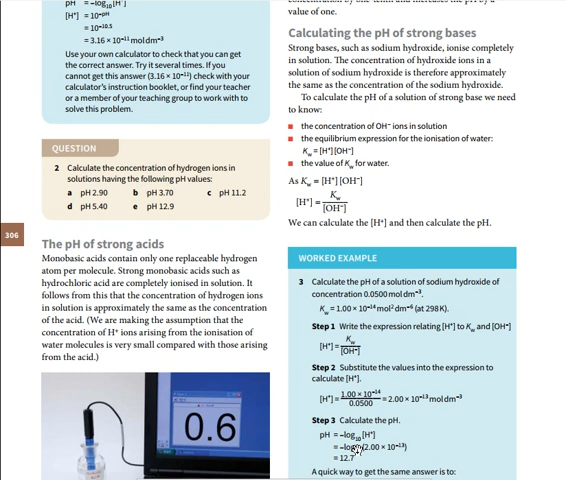 pH = –log₁₀[H⁺]
[H⁺] = 10⁻ᵖᴴ
= 10⁻¹⁰·⁵
= 3.16 × 10⁻¹¹ mol dm⁻³
Use your own calculator to check that you can get
the correct answer. Try it several times. If you
cannot get this answer (3.16 × 10⁻¹¹) check with your
calculator's instruction booklet, or find your teacher
or a member of your teaching group to work with to
solve this problem.
QUESTION
2 Calculate the concentration of hydrogen ions in
solutions having the following pH values:
a pH 2.90 b pH 3.70 c pH 11.2
d pH 5.40 e pH 12.9
306
The pH of strong acids
Monobasic acids contain only one replaceable hydrogen
atom per molecule. Strong monobasic acids such as
hydrochloric acid are completely ionised in solution. It
follows from this that the concentration of hydrogen ions
in solution is approximately the same as the concentration
of the acid. (We are making the assumption that the
concentration of H⁺ ions arising from the ionisation of
water molecules is very small compared with those arising
from the acid.)
0.6
value of one.
Calculating the pH of strong bases
Strong bases, such as sodium hydroxide, ionise completely
in solution. The concentration of hydroxide ions in a
solution of sodium hydroxide is therefore approximately
the same as the concentration of the sodium hydroxide.
To calculate the pH of a solution of strong base we need
to know:
■ the concentration of OH⁻ ions in solution
■ the equilibrium expression for the ionisation of water:
K_w = [H⁺][OH⁻]
■ the value of K_w for water.
As K_w = [H⁺] [OH⁻]
[H⁺] = K_w / [OH⁻]
We can calculate the [H⁺] and then calculate the pH.
WORKED EXAMPLE
3 Calculate the pH of a solution of sodium hydroxide of
concentration 0.0500 mol dm⁻³.
K_w = 1.00 × 10⁻¹⁴ mol² dm⁻⁶ (at 298 K).
Step 1 Write the expression relating [H⁺] to K_w and [OH⁻]
[H⁺] = K_w / [OH⁻]
Step 2 Substitute the values into the expression to
calculate [H⁺].
[H⁺] = 1.00 × 10⁻¹⁴ / 0.0500 = 2.00 × 10⁻¹³ mol dm⁻³
Step 3 Calculate the pH.
pH = –log₁₀[H⁺]
= –log₁₀(2.00 × 10⁻¹³)
= 12.7
A quick way to get the same answer is to: